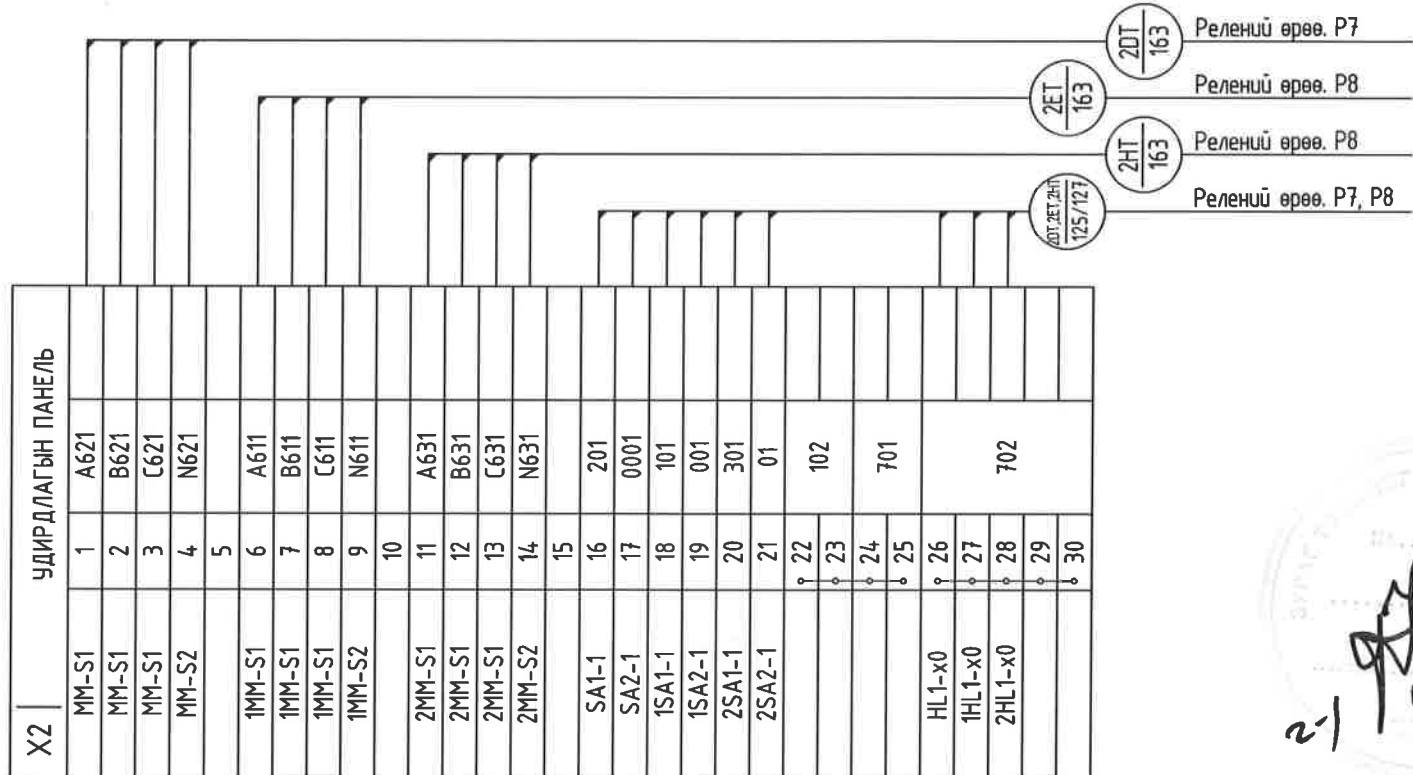 2DT
163
Релений өрөө. P7
2ET
163
Релений өрөө. P8
2HT
163
Релений өрөө. P8
2DT,2ET,2HT
125/127
Релений өрөө. P7, P8
X2
УДИРДЛАГЫН ПАНЕЛЬ
MM-S1 1 A621
MM-S1 2 B621
MM-S1 3 C621
MM-S2 4 N621
5
1MM-S1 6 A611
1MM-S1 7 B611
1MM-S1 8 C611
1MM-S2 9 N611
10
2MM-S1 11 A631
2MM-S1 12 B631
2MM-S1 13 C631
2MM-S2 14 N631
15
SA1-1 16 201
SA2-1 17 0001
1SA1-1 18 101
1SA2-1 19 001
2SA1-1 20 301
2SA2-1 21 01
22 102
23
24 701
25
HL1-x0 26 702
1HL1-x0 27
2HL1-x0 28
29
30